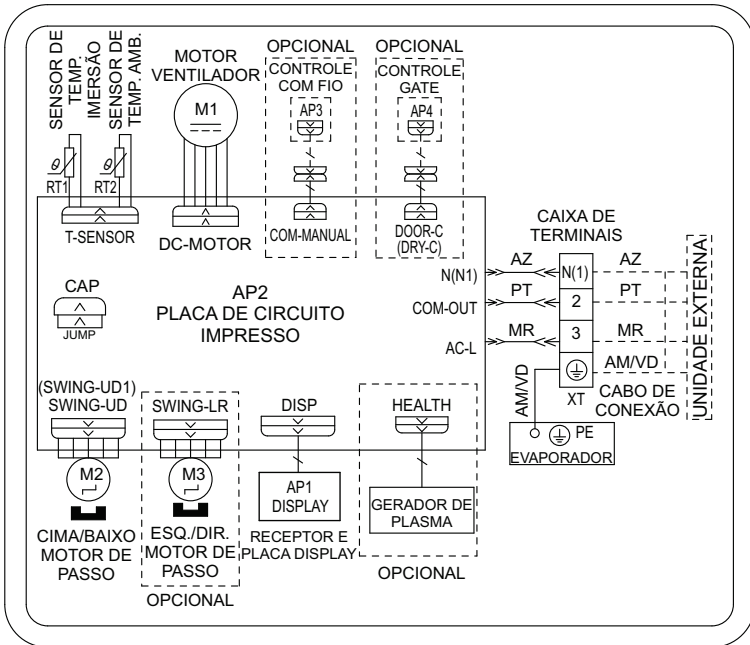 SENSOR DE
TEMP.
IMERSÃO
SENSOR DE
TEMP. AMB.
MOTOR
VENTILADOR
M1
OPCIONAL
CONTROLE
COM FIO
AP3
OPCIONAL
CONTROLE
GATE
AP4
θ
RT1
θ
RT2
T-SENSOR
DC-MOTOR
COM-MANUAL
DOOR-C
(DRY-C)
CAIXA DE
TERMINAIS
N(N1)
AZ
N(1)
AZ
COM-OUT
PT
2
PT
AC-L
MR
3
MR
AM/VD
AM/VD
XT
CABO DE
CONEXÃO
UNIDADE EXTERNA
PE
EVAPORADOR
CAP
JUMP
AP2
PLACA DE CIRCUITO
IMPRESSO
(SWING-UD1)
SWING-UD
M2
CIMA/BAIXO
MOTOR DE
PASSO
SWING-LR
M3
ESQ./DIR.
MOTOR DE
PASSO
OPCIONAL
DISP
AP1
DISPLAY
RECEPTOR E
PLACA DISPLAY
HEALTH
GERADOR DE
PLASMA
OPCIONAL